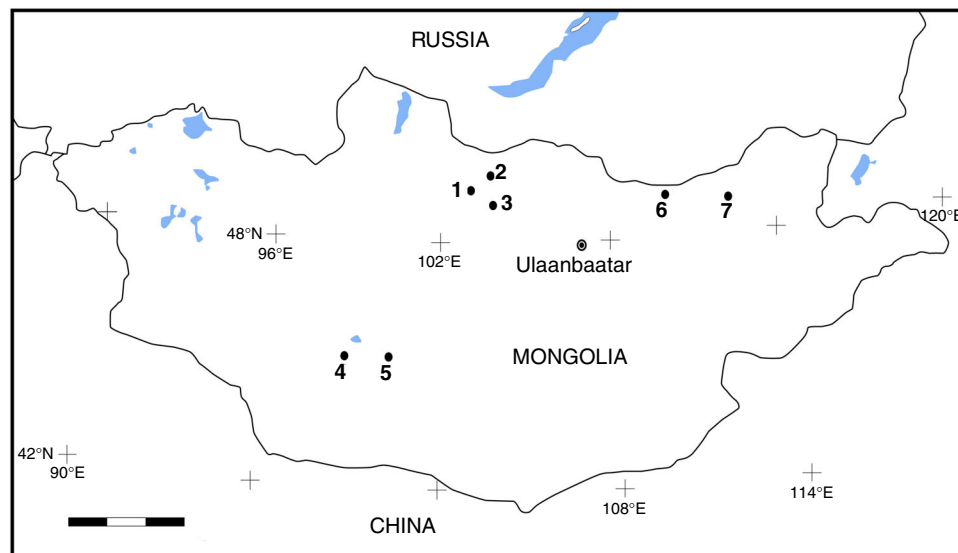 RUSSIA
2
1
3
6
7
120°E
48°N
96°E
102°E
Ulaanbaatar
4
5
MONGOLIA
42°N
90°E
108°E
114°E
CHINA